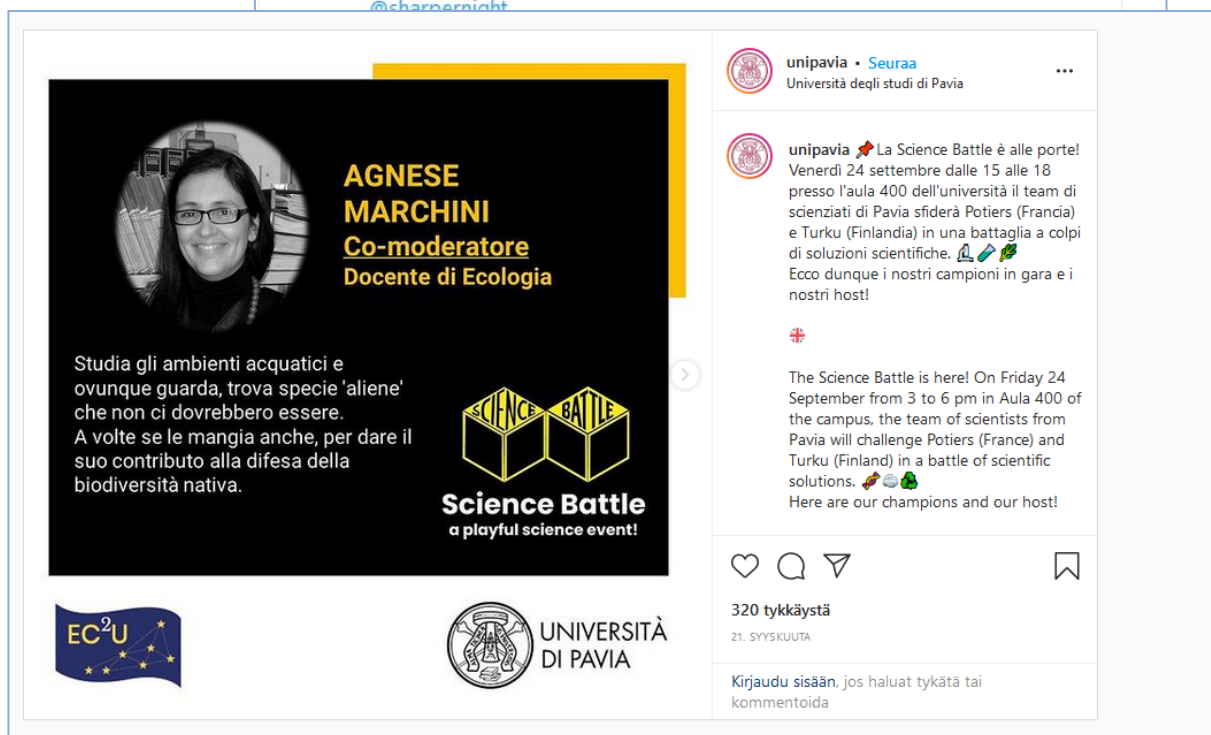 @sharpernight
AGNESE
MARCHINI
Co-moderatore
Docente di Ecologia
Studia gli ambienti acquatici e
ovunque guarda, trova specie 'aliene'
che non ci dovrebbero essere.
A volte se le mangia anche, per dare il
suo contributo alla difesa della
biodiversità nativa.
SCIENCE BATTLE
Science Battle
a playful science event!
EC²U
UNIVERSITÀ
DI PAVIA
unipavia • Seuraa
Università degli studi di Pavia
unipavia 📌 La Science Battle è alle porte!
Venerdì 24 settembre dalle 15 alle 18
presso l'aula 400 dell'università il team di
scienziati di Pavia sfiderà Potiers (Francia)
e Turku (Finlandia) in una battaglia a colpi
di soluzioni scientifiche.
Ecco dunque i nostri campioni in gara e i
nostri host!
The Science Battle is here! On Friday 24
September from 3 to 6 pm in Aula 400 of
the campus, the team of scientists from
Pavia will challenge Potiers (France) and
Turku (Finland) in a battle of scientific
solutions.
Here are our champions and our host!
320 tykkäystä
21. SYYSKUUTA
Kirjaudu sisään, jos haluat tykätä tai
kommentoida